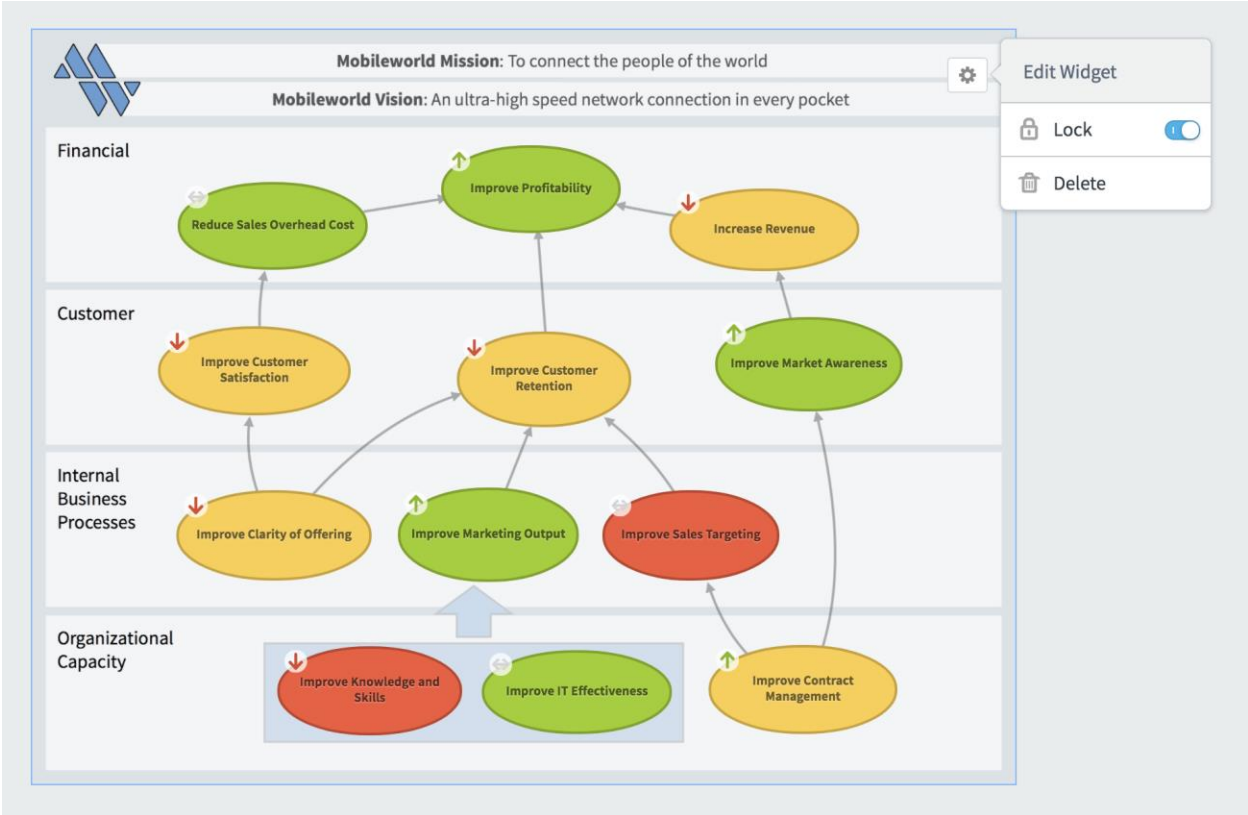 Mobileworld Mission: To connect the people of the world
Mobileworld Vision: An ultra-high speed network connection in every pocket
Edit Widget
Lock
Delete
Financial
Improve Profitability
Reduce Sales Overhead Cost
Increase Revenue
Customer
Improve Customer
Satisfaction
Improve Customer
Retention
Improve Market Awareness
Internal
Business
Processes
Improve Clarity of Offering
Improve Marketing Output
Improve Sales Targeting
Organizational
Capacity
Improve Knowledge and
Skills
Improve IT Effectiveness
Improve Contract
Management